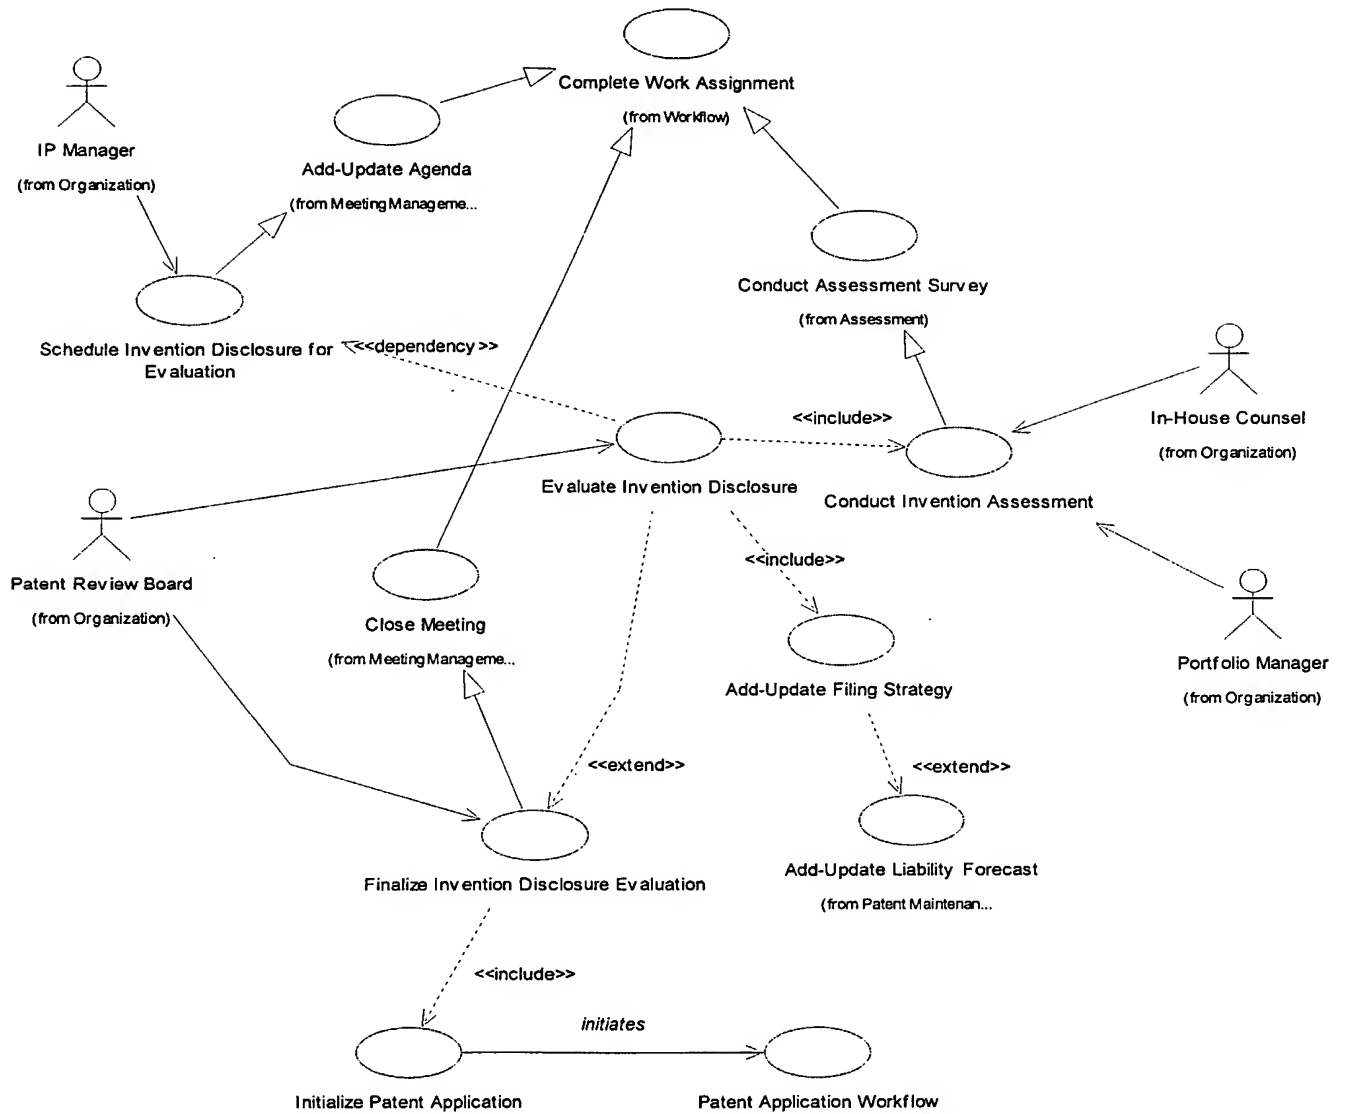 Complete Work Assignment
(from Workflow)
IP Manager
(from Organization)
Add-Update Agenda
(from Meeting Manageme...
Conduct Assessment Survey
(from Assessment)
Schedule Invention Disclosure for
Evaluation
<<dependency>>
<<include>>
In-House Counsel
(from Organization)
Evaluate Invention Disclosure
Conduct Invention Assessment
<<include>>
Patent Review Board
(from Organization)
Close Meeting
(from Meeting Manageme...
Portfolio Manager
(from Organization)
Add-Update Filing Strategy
<<extend>>
<<extend>>
Finalize Invention Disclosure Evaluation
Add-Update Liability Forecast
(from Patent Maintenan...
<<include>>
initiates
Initialize Patent Application
Patent Application Workflow